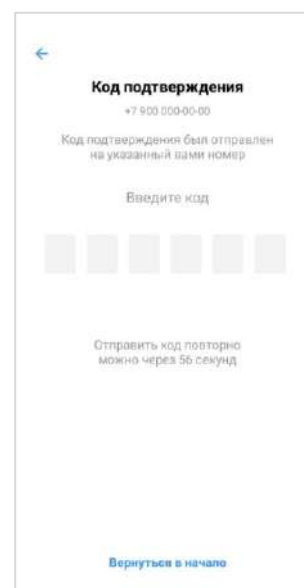 Код подтверждения
+7 900 000-00-00
Код подтверждения был отправлен
на указанный вами номер
Введите код
Отправить код повторно
можно через 56 секунд
Вернуться в начало